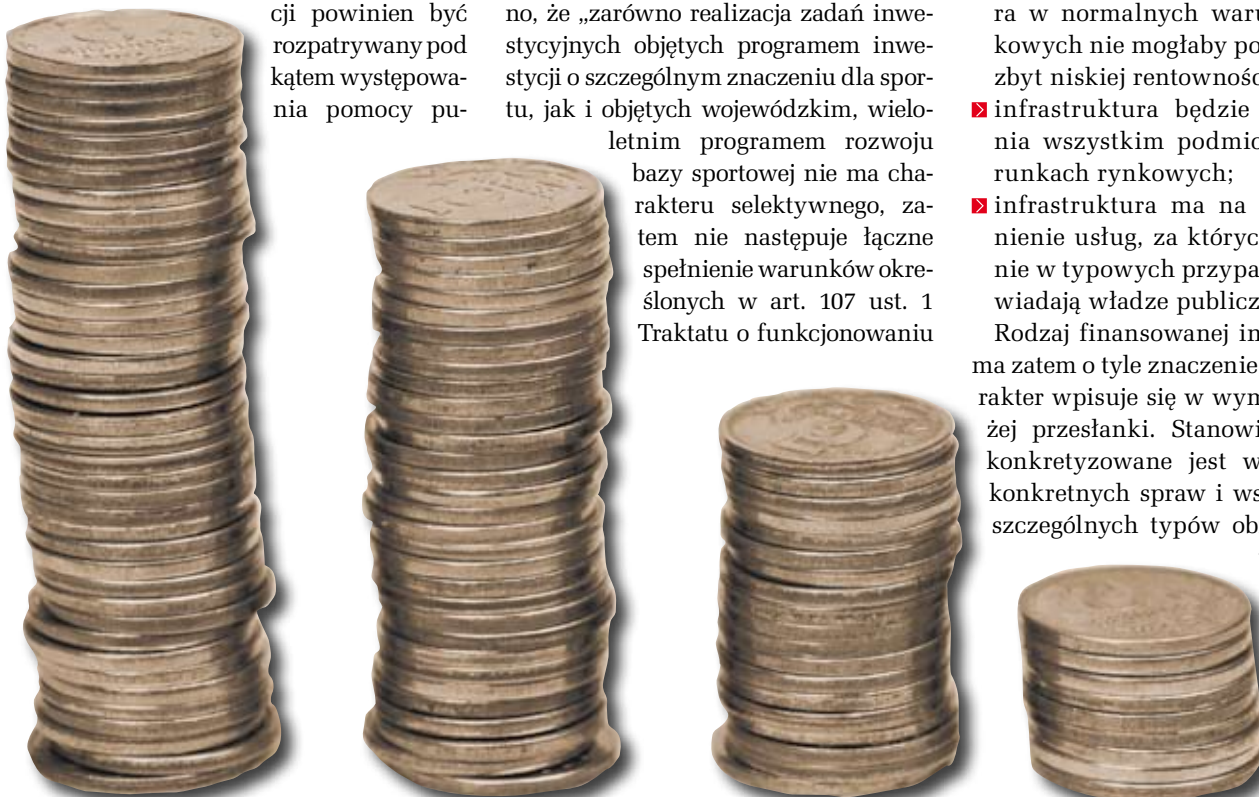 cji powinien być
rozpatrywany pod
kątem występowa-
nia pomocy pu-
no, że „zarówno realizacja zadań inwe-
stycyjnych objętych programem inwe-
stycji o szczególnym znaczeniu dla spor-
tu, jak i objętych wojewódzkim, wielo-
letnim programem rozwoju
bazy sportowej nie ma cha-
rakteru selektywnego, za-
tem nie następuje łączne
spełnienie warunków okre-
ślonych w art. 107 ust. 1
Traktatu o funkcjonowaniu
ra w normalnych waru
kowych nie mogłaby po
zbyt niskiej rentownośc
infrastruktura będzie
nia wszystkim podmio
runkach rynkowych;
infrastruktura ma na
nienie usług, za któryc
nie w typowych przypa
wiadają władze publicz
Rodzaj finansowanej in
ma zatem o tyle znaczenie
rakter wpisuje się w wym
żej przesłanki. Stanowi
konkretyzowane jest w
konkretnych spraw i ws
szczególnych typów ob